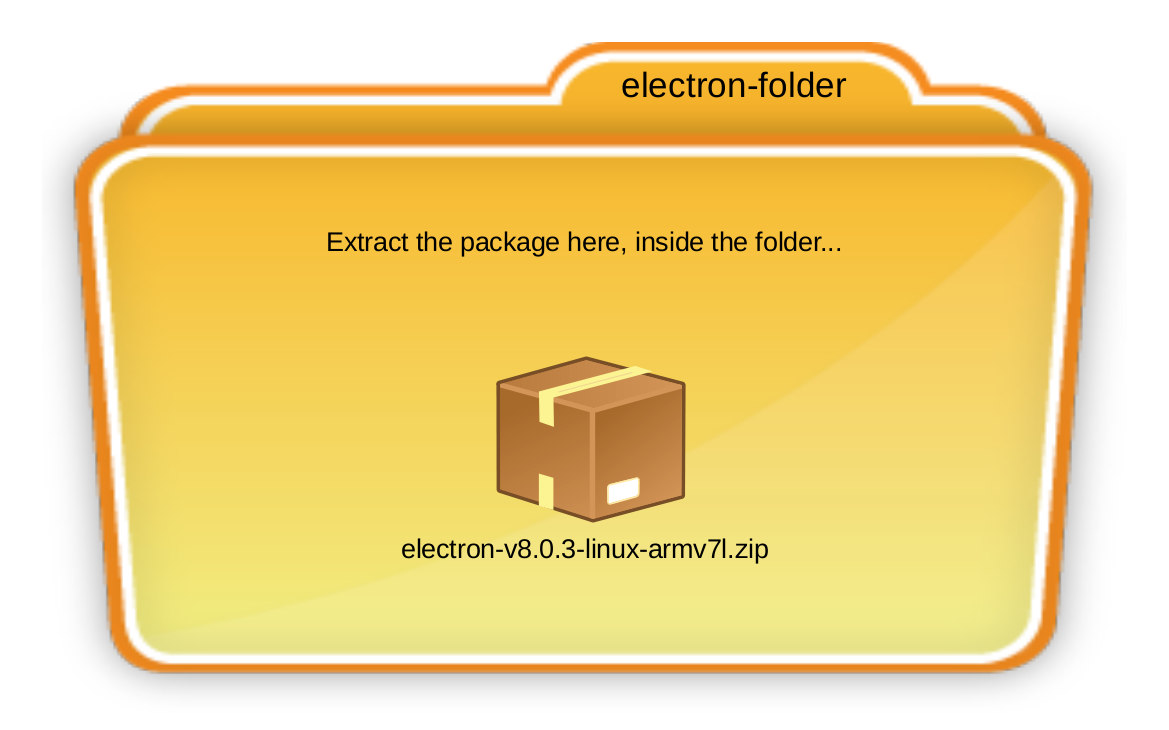 electron-folder
Extract the package here, inside the folder...
electron-v8.0.3-linux-armv7l.zip